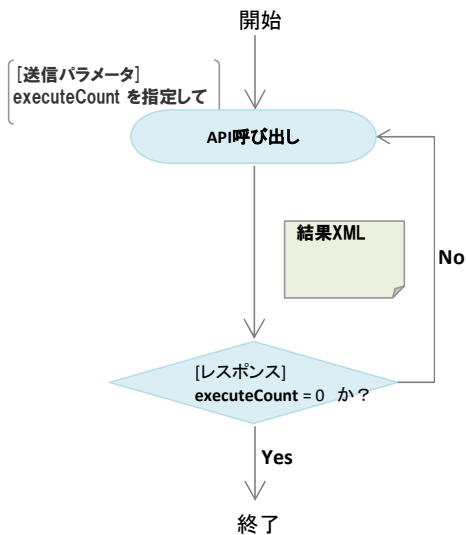 開始
[送信パラメータ]
executeCount を指定して
API呼び出し
結果XML
No
[レスポンス]
executeCount = 0 か？
Yes
終了